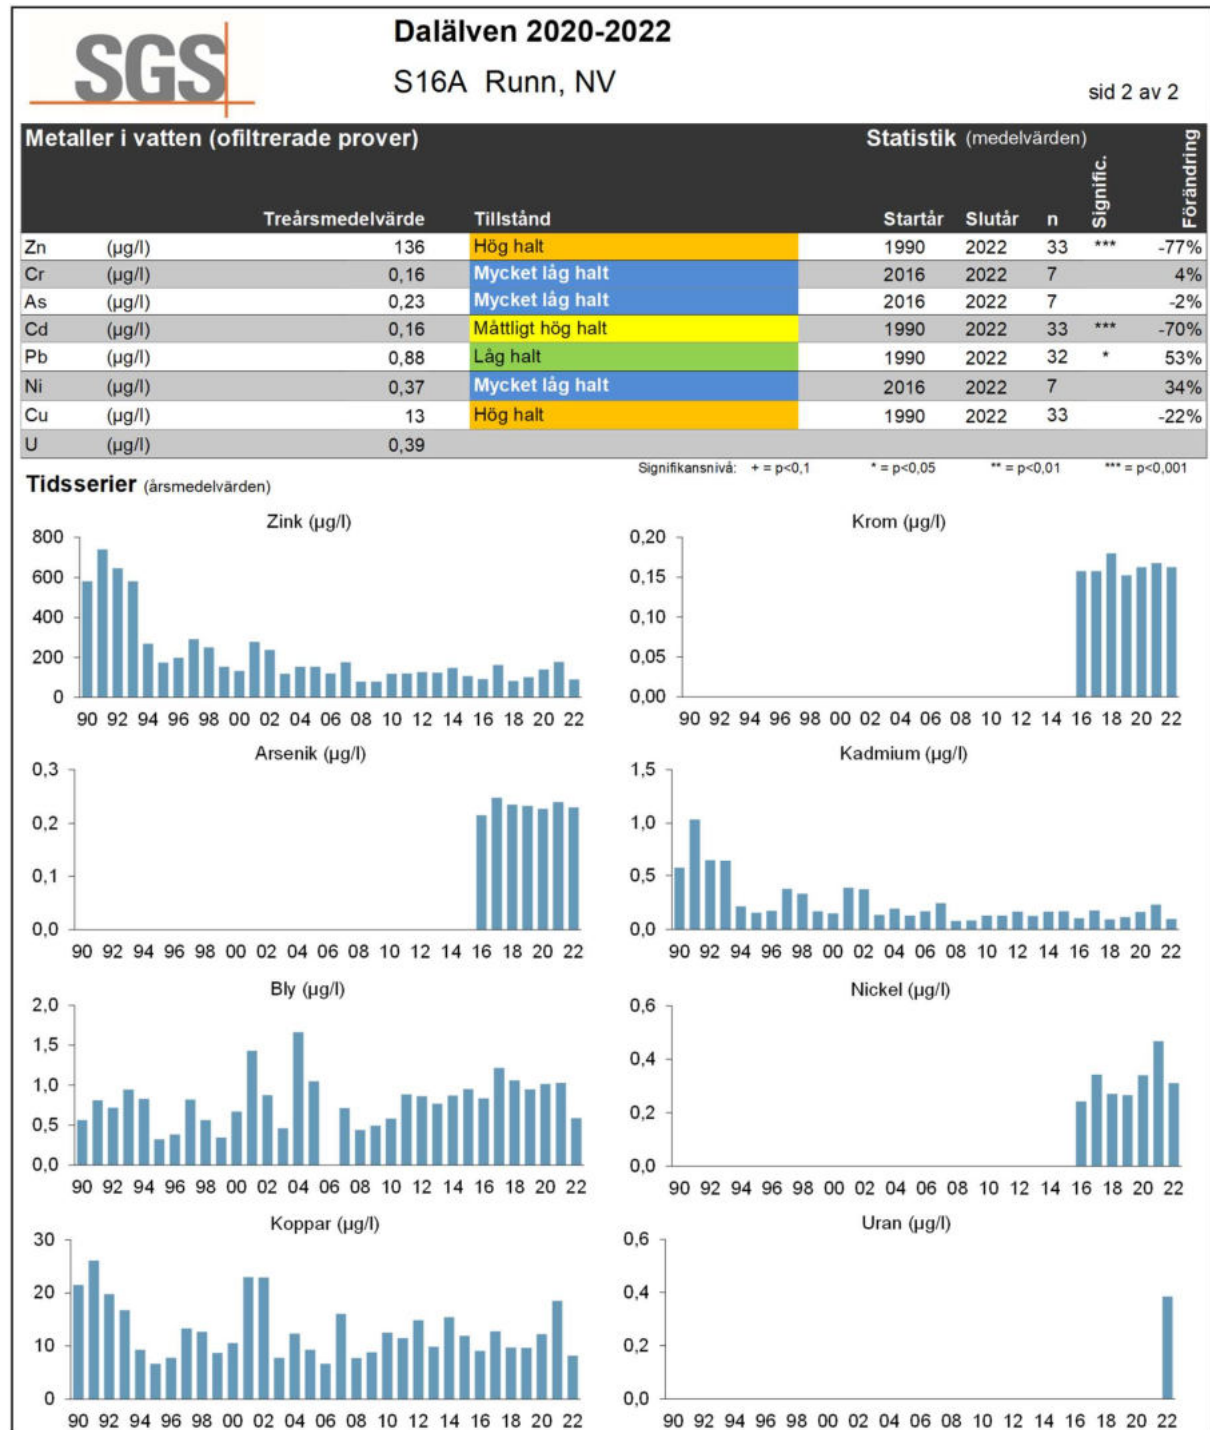 SGS
Dalälven 2020-2022
S16A Runn, NV
sid 2 av 2
Metaller i vatten (ofiltrerade prover) Statistik (medelvärden)
Treårsmedelvärde Tillstånd Startår Slutår n Signific. Förändring
Zn (µg/l) 136 Hög halt 1990 2022 33 *** -77%
Cr (µg/l) 0,16 Mycket låg halt 2016 2022 7 4%
As (µg/l) 0,23 Mycket låg halt 2016 2022 7 -2%
Cd (µg/l) 0,16 Måttligt hög halt 1990 2022 33 *** -70%
Pb (µg/l) 0,88 Låg halt 1990 2022 32 * 53%
Ni (µg/l) 0,37 Mycket låg halt 2016 2022 7 34%
Cu (µg/l) 13 Hög halt 1990 2022 33 -22%
U (µg/l) 0,39
Signifikansnivå: + = p<0,1 * = p<0,05 ** = p<0,01 *** = p<0,001
Tidsserier (årsmedelvärden)
Zink (µg/l)
800
600
400
200
0
90 92 94 96 98 00 02 04 06 08 10 12 14 16 18 20 22
Krom (µg/l)
0,20
0,15
0,10
0,05
0,00
90 92 94 96 98 00 02 04 06 08 10 12 14 16 18 20 22
Arsenik (µg/l)
0,3
0,2
0,1
0,0
90 92 94 96 98 00 02 04 06 08 10 12 14 16 18 20 22
Kadmium (µg/l)
1,5
1,0
0,5
0,0
90 92 94 96 98 00 02 04 06 08 10 12 14 16 18 20 22
Bly (µg/l)
2,0
1,5
1,0
0,5
0,0
90 92 94 96 98 00 02 04 06 08 10 12 14 16 18 20 22
Nickel (µg/l)
0,6
0,4
0,2
0,0
90 92 94 96 98 00 02 04 06 08 10 12 14 16 18 20 22
Koppar (µg/l)
30
20
10
0
90 92 94 96 98 00 02 04 06 08 10 12 14 16 18 20 22
Uran (µg/l)
0,6
0,4
0,2
0,0
90 92 94 96 98 00 02 04 06 08 10 12 14 16 18 20 22